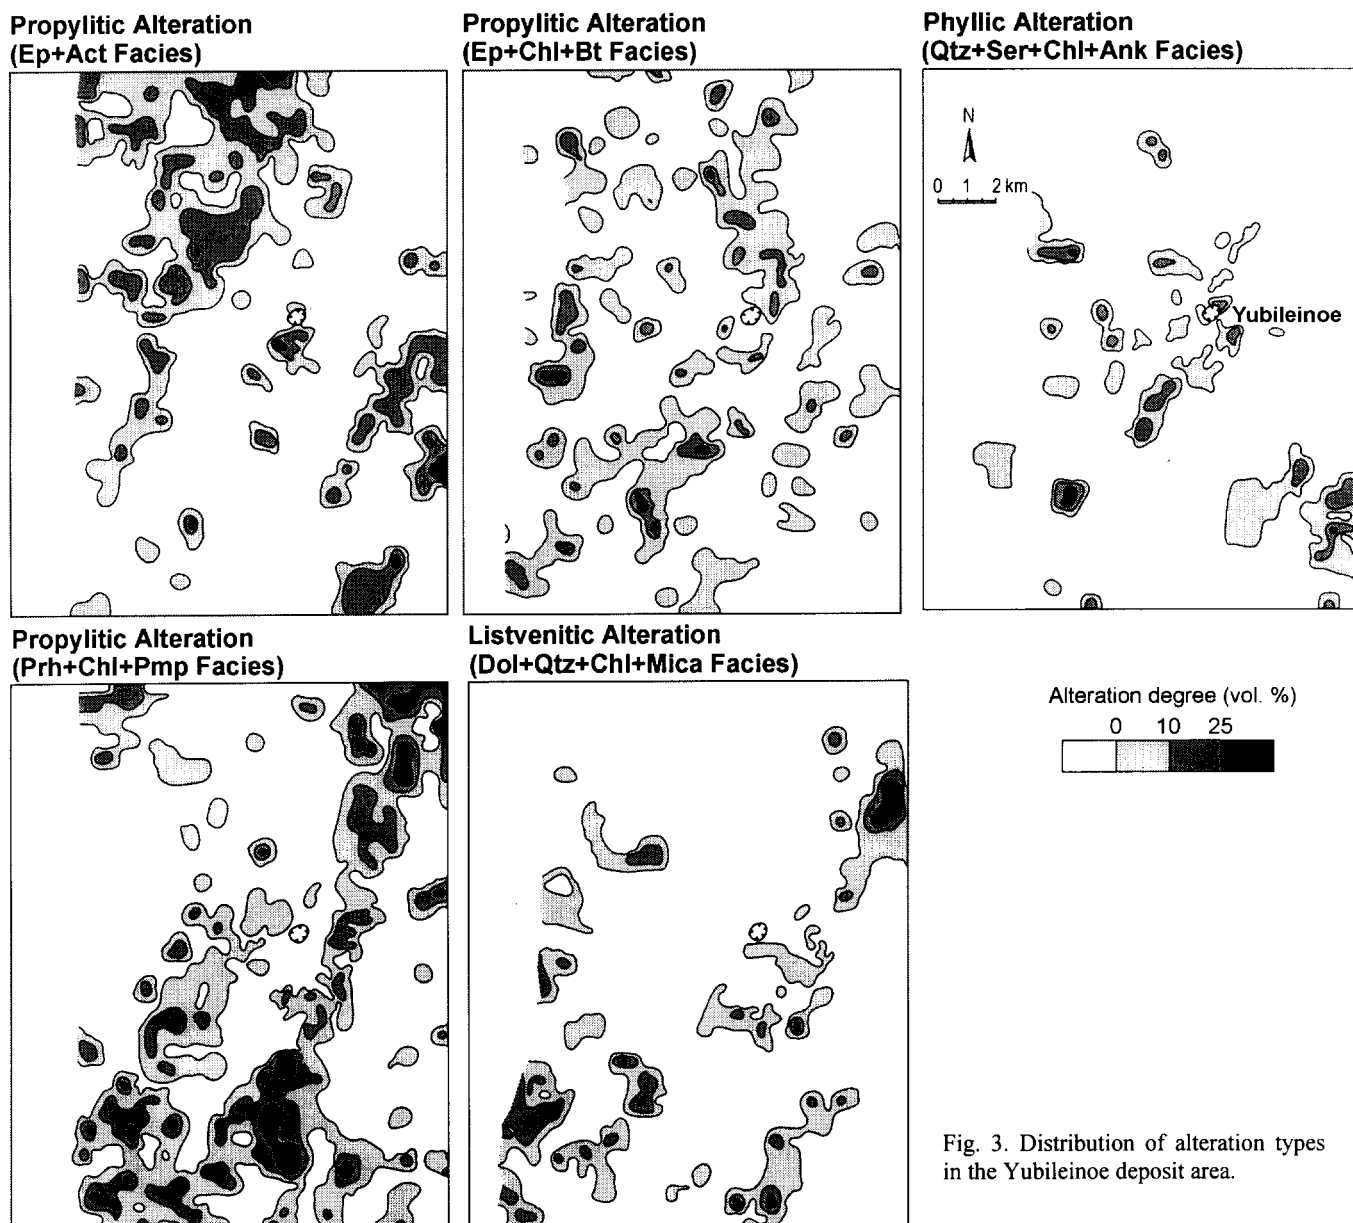 Propylitic Alteration
(Ep+Act Facies)
Propylitic Alteration
(Ep+Chl+Bt Facies)
Phyllic Alteration
(Qtz+Ser+Chl+Ank Facies)
N
0 1 2 km
Yubileinoe
Propylitic Alteration
(Prh+Chl+Pmp Facies)
Listvenitic Alteration
(Dol+Qtz+Chl+Mica Facies)
Alteration degree (vol. %)
0 10 25
Fig. 3. Distribution of alteration types
in the Yubileinoe deposit area.